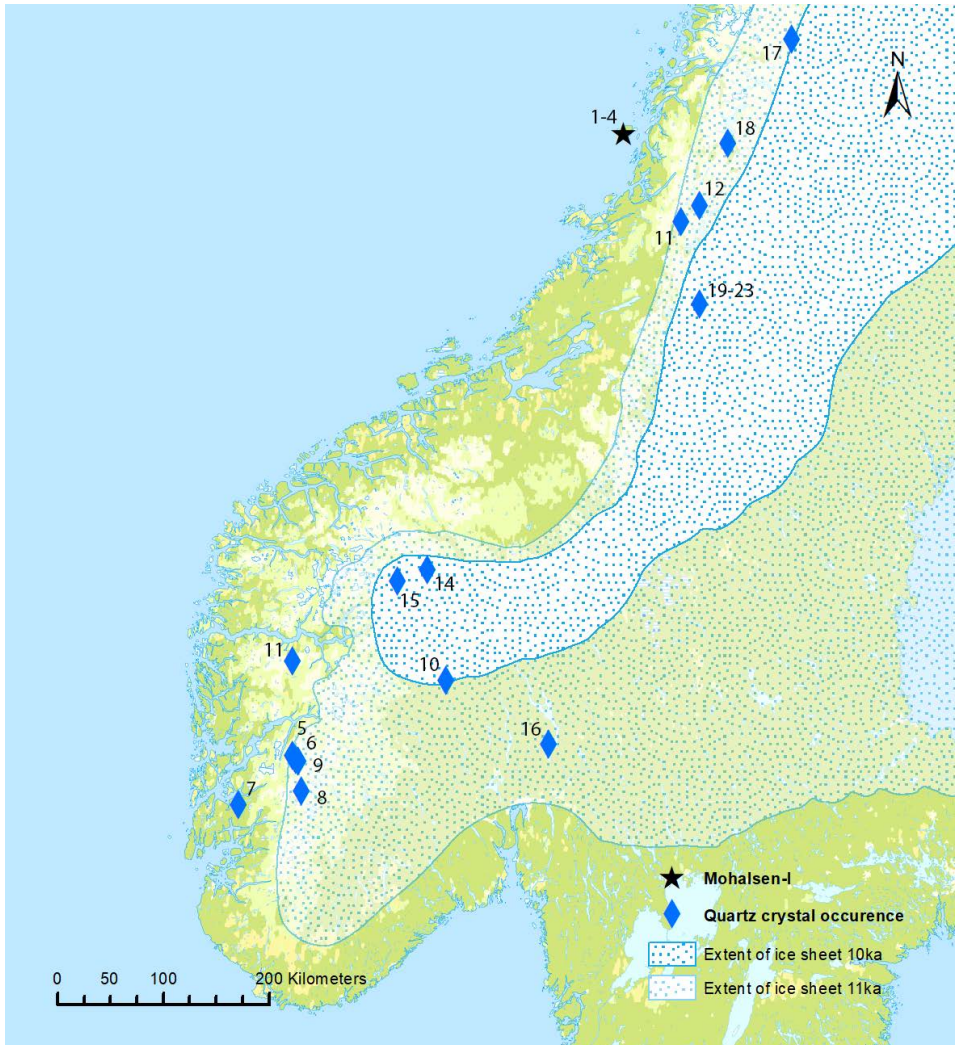 17
N
1-4
18
12
11
19-23
14
15
11
10
5
6
16
9
7
8
Mohalsen-I
Quartz crystal occurence
0 50 100 200 Kilometers
Extent of ice sheet 10ka
Extent of ice sheet 11ka